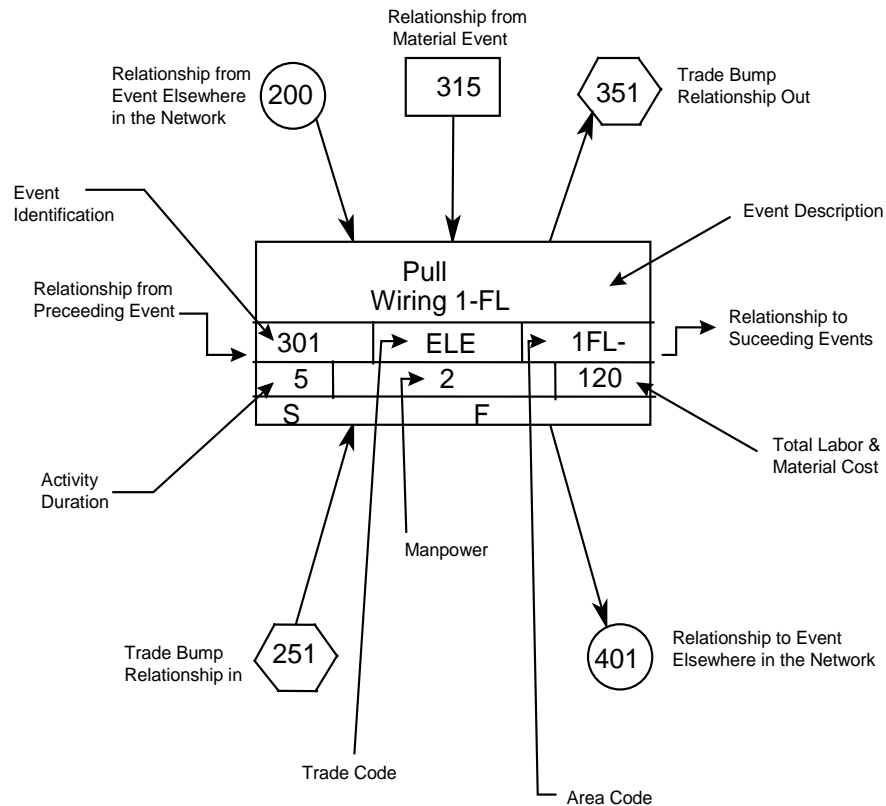 Relationship from
Material Event
Relationship from
Event Elsewhere
in the Network
200
315
351
Trade Bump
Relationship Out
Event
Identification
Event Description
Pull
Wiring 1-FL
Relationship from
Preceeding Event
301
ELE
1FL-
Relationship to
Suceeding Events
5
2
120
S
F
Activity
Duration
Total Labor &
Material Cost
Manpower
Trade Bump
Relationship in
251
401
Relationship to Event
Elsewhere in the Network
Trade Code
Area Code